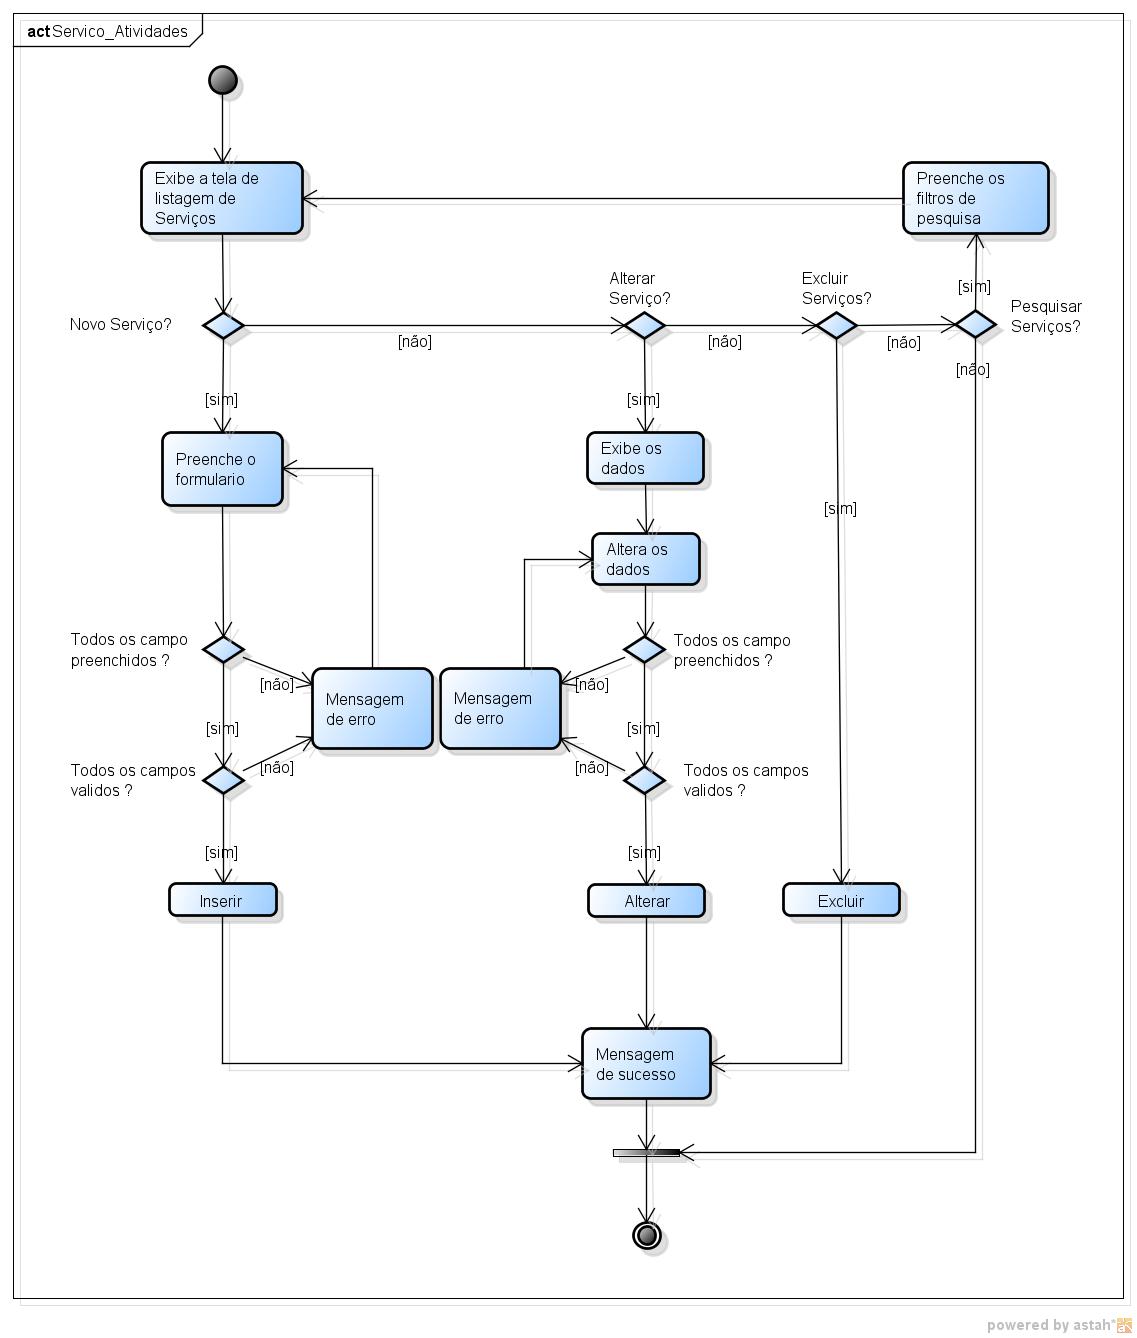 act Servico_Atividades
Exibe a tela de
listagem de
Serviços
Preenche os
filtros de
pesquisa
Novo Serviço?
Alterar
Serviço?
Excluir
Serviços?
[sim]
Pesquisar
Serviços?
[não]
[não]
[não]
[não]
[sim]
[sim]
Preenche o
formulario
Exibe os
dados
[sim]
Altera os
dados
Todos os campo
preenchidos ?
Todos os campo
preenchidos ?
[não]
[não]
Mensagem
de erro
Mensagem
de erro
[sim]
[sim]
Todos os campos
validos ?
[não]
[não]
Todos os campos
validos ?
[sim]
[sim]
Inserir
Alterar
Excluir
Mensagem
de sucesso
powered by astah*